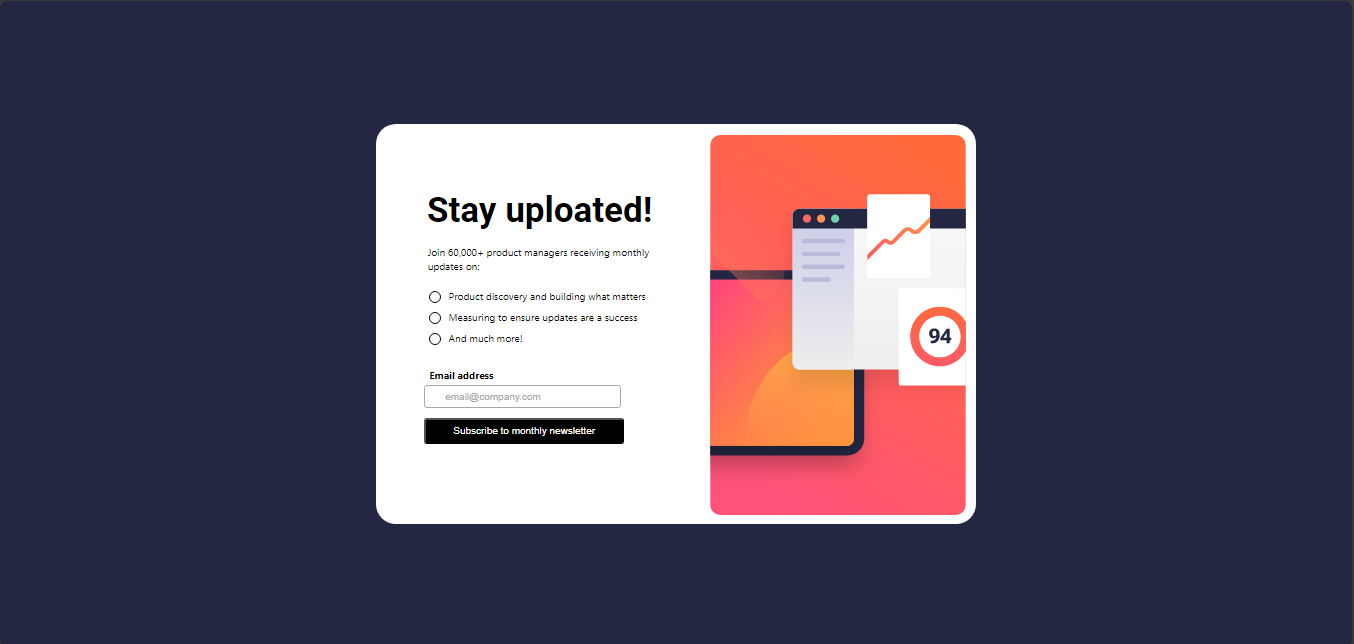 Stay uploated!
Join 60,000+ product managers receiving monthly
updates on:
Product discovery and building what matters
Measuring to ensure updates are a success
And much more!
Email address
email@company.com
Subscribe to monthly newsletter
94